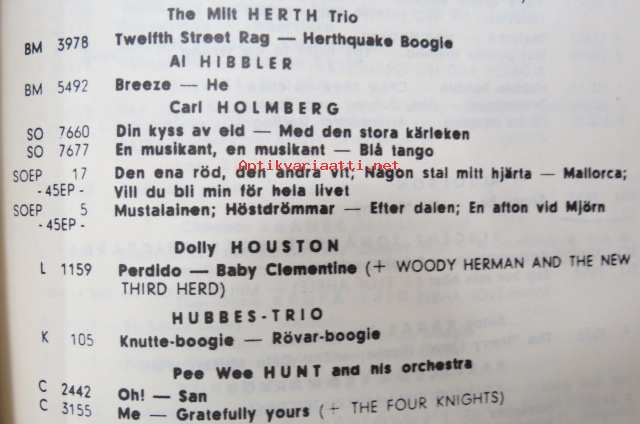 The Milt HERTH Trio
BM 3978 Twelfth Street Rag — Herthquake Boogie
Al HIBBLER
BM 5492 Breeze — He
Carl HOLMBERG
SO 7660 Din kyss av eld — Med den stora kärleken
SO 7677 En musikant, en musikant — Blå tango
Antikvariaatti.net
SOEP 17 Den ena röd, den andra vit; Någon stal mitt hjärta — Mallorca;
-45EP- Vill du bli min för hela livet
SOEP 5 Mustalainen; Höstdrömmar — Efter dalen; En afton vid Mjörn
-45EP-
Dolly HOUSTON
L 1159 Perdido — Baby Clementine (+ WOODY HERMAN AND THE NEW
THIRD HERD)
HUBBES-TRIO
K 105 Knutte-boogie — Rövar-boogie
Pee Wee HUNT and his orchestra
C 2442 Oh! — San
C 3155 Me — Gratefully yours (+ THE FOUR KNIGHTS)